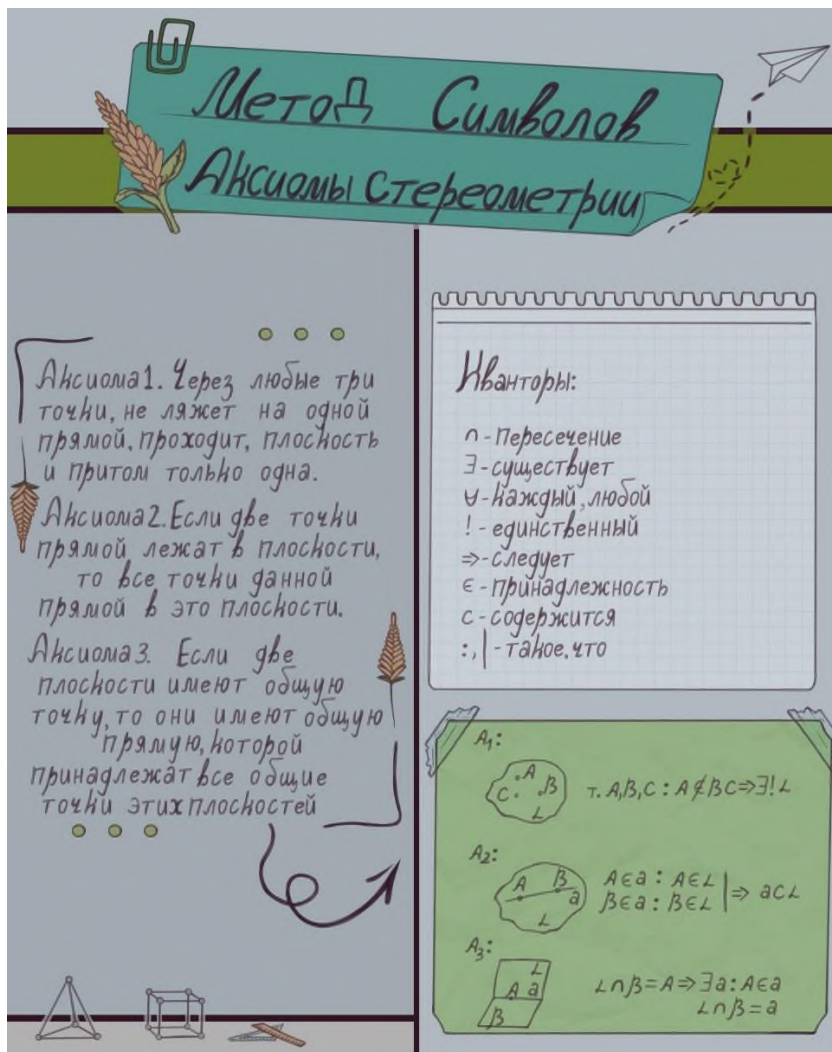 Метод Символов
Аксиомы стереометрии
Аксиома1. Через любые три
точки, не ляжет на одной
прямой, проходит, плоскость
и притом только одна.
Аксиома2. Если две точки
прямой лежат в плоскости,
то все точки данной
прямой в это плоскости.
Аксиома3. Если две
плоскости имеют общую
точку, то они имеют общую
прямую, которой
принадлежат все общие
точки этих плоскостей
Кванторы:
∩ - Пересечение
∃ - существует
∀ - каждый, любой
! - единственный
⇒ - следует
∈ - принадлежность
⊂ - содержится
:, | - такое, что
A₁:
A
C
B
∠
т. A, B, C : A ∉ BC ⇒ ∃! ∠
A₂:
A B
a
∠
A ∈ a : A ∈ ∠
B ∈ a : B ∈ ∠ | ⇒ a ⊂ ∠
A₃:
∠
A a
B
∠ ∩ β = A ⇒ ∃ a : A ∈ a
∠ ∩ β = a